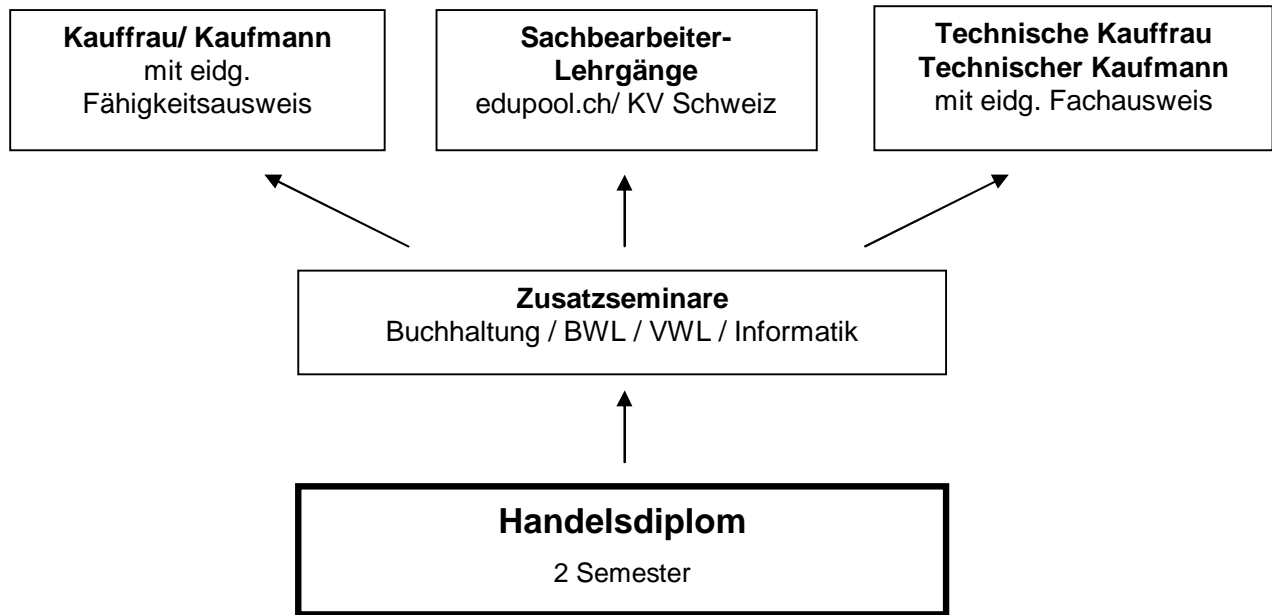 Kauffrau/ Kaufmann
mit eidg.
Fähigkeitsausweis
Sachbearbeiter-
Lehrgänge
edupool.ch/ KV Schweiz
Technische Kauffrau
Technischer Kaufmann
mit eidg. Fachausweis
Zusatzseminare
Buchhaltung / BWL / VWL / Informatik
Handelsdiplom
2 Semester